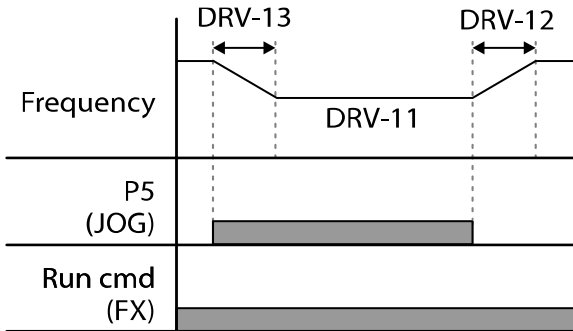 DRV-13
DRV-12
Frequency
DRV-11
P5
(JOG)
Run cmd
(FX)